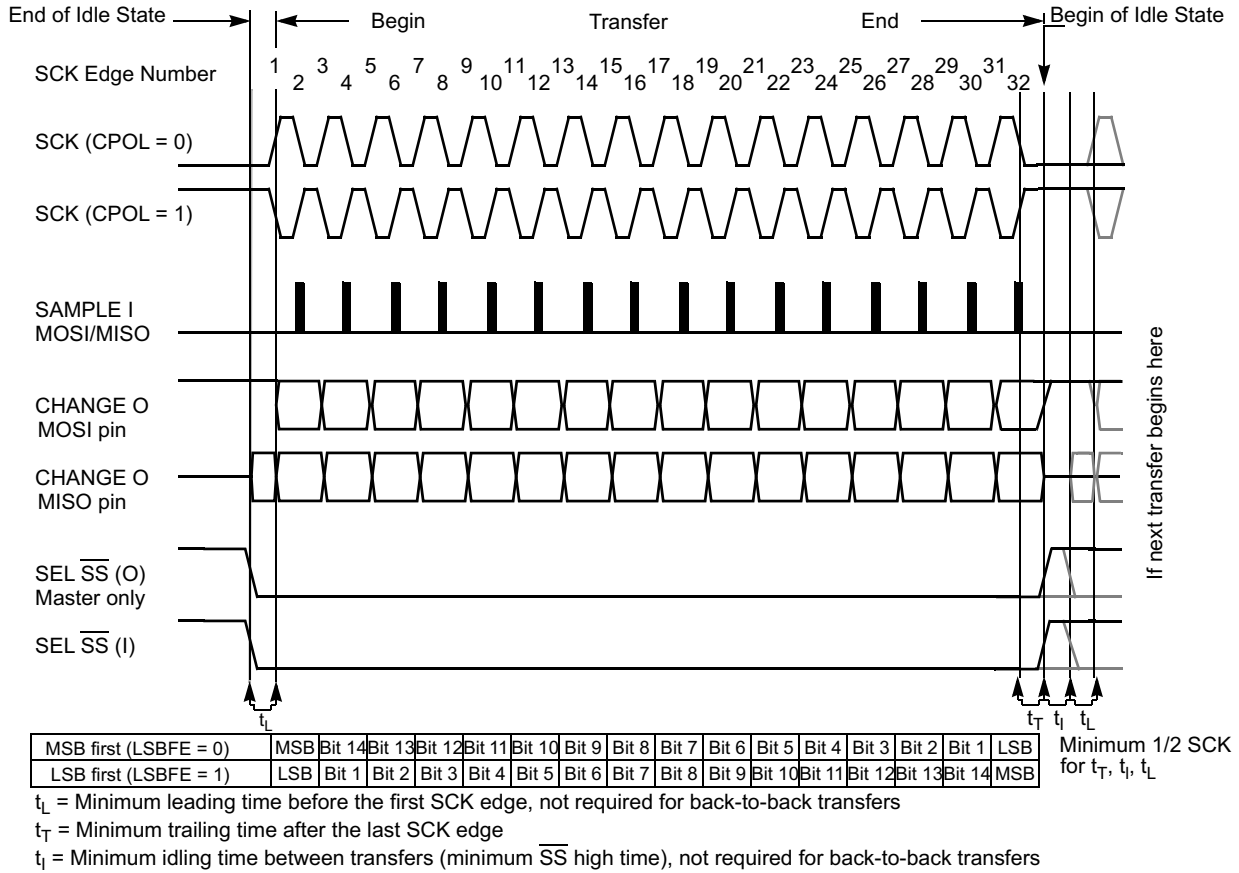 End of Idle State
Begin
Transfer
End
Begin of Idle State
SCK Edge Number
1 3 5 7 9 11 13 15 17 19 21 23 25 27 29 31
2 4 6 8 10 12 14 16 18 20 22 24 26 28 30 32
SCK (CPOL = 0)
SCK (CPOL = 1)
SAMPLE I
MOSI/MISO
CHANGE O
MOSI pin
CHANGE O
MISO pin
SEL SS (O)
Master only
SEL SS (I)
If next transfer begins here
tL
tT tI tL
MSB first (LSBFE = 0) MSB Bit 14 Bit 13 Bit 12 Bit 11 Bit 10 Bit 9 Bit 8 Bit 7 Bit 6 Bit 5 Bit 4 Bit 3 Bit 2 Bit 1 LSB
LSB first (LSBFE = 1) LSB Bit 1 Bit 2 Bit 3 Bit 4 Bit 5 Bit 6 Bit 7 Bit 8 Bit 9 Bit 10 Bit 11 Bit 12 Bit 13 Bit 14 MSB
Minimum 1/2 SCK
for tT, tI, tL
tL = Minimum leading time before the first SCK edge, not required for back-to-back transfers
tT = Minimum trailing time after the last SCK edge
tI = Minimum idling time between transfers (minimum SS high time), not required for back-to-back transfers